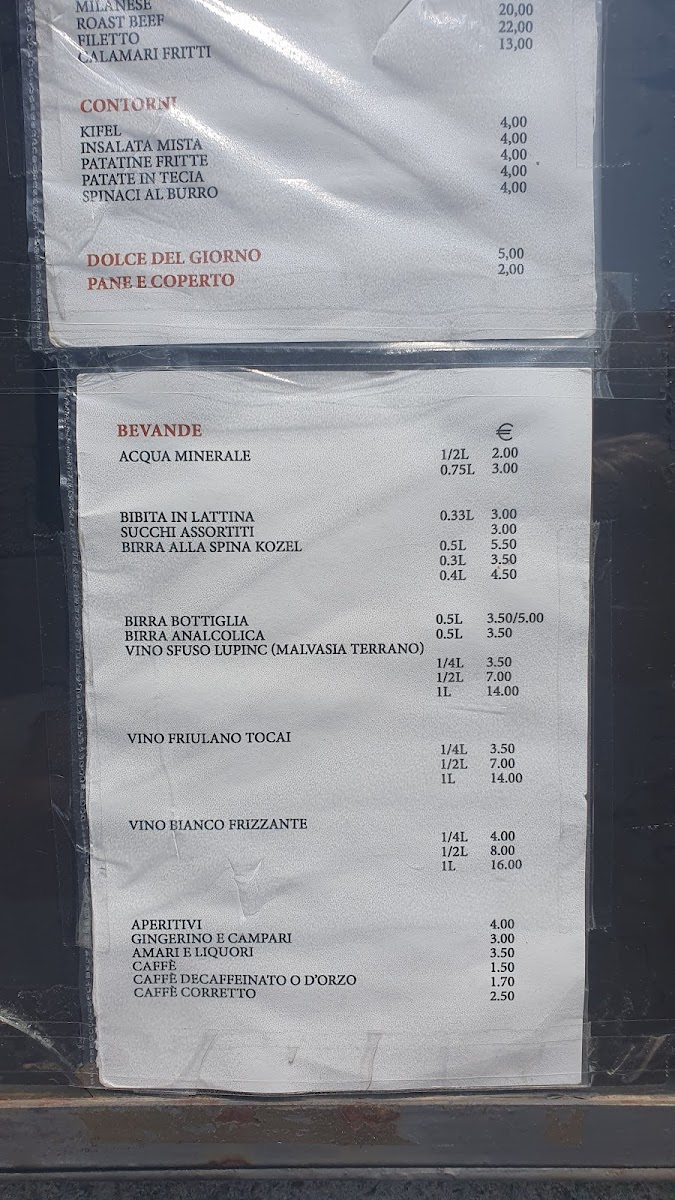 MILANESE
ROAST BEEF 20,00
FILETTO 22,00
CALAMARI FRITTI 13,00
CONTORNI
KIFEL 4,00
INSALATA MISTA 4,00
PATATINE FRITTE 4,00
PATATE IN TECIA 4,00
SPINACI AL BURRO 4,00
DOLCE DEL GIORNO 5,00
PANE E COPERTO 2,00
BEVANDE €
ACQUA MINERALE 1/2L 2.00
0.75L 3.00
BIBITA IN LATTINA 0.33L 3.00
SUCCHI ASSORTITI 3.00
BIRRA ALLA SPINA KOZEL 0.5L 5.50
0.3L 3.50
0.4L 4.50
BIRRA BOTTIGLIA 0.5L 3.50/5.00
BIRRA ANALCOLICA 0.5L 3.50
VINO SFUSO LUPINC (MALVASIA TERRANO)
1/4L 3.50
1/2L 7.00
1L 14.00
VINO FRIULANO TOCAI
1/4L 3.50
1/2L 7.00
1L 14.00
VINO BIANCO FRIZZANTE
1/4L 4.00
1/2L 8.00
1L 16.00
APERITIVI 4.00
GINGERINO E CAMPARI 3.00
AMARI E LIQUORI 3.50
CAFFÈ 1.50
CAFFÈ DECAFFEINATO O D'ORZO 1.70
CAFFÈ CORRETTO 2.50